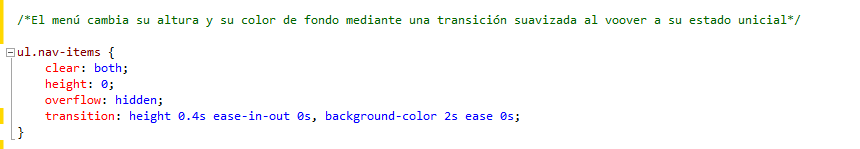 /*El menú cambia su altura y su color de fondo mediante una transición suavizada al voover a su estado unicial*/
ul.nav-items {
clear: both;
height: 0;
overflow: hidden;
transition: height 0.4s ease-in-out 0s, background-color 2s ease 0s;
}